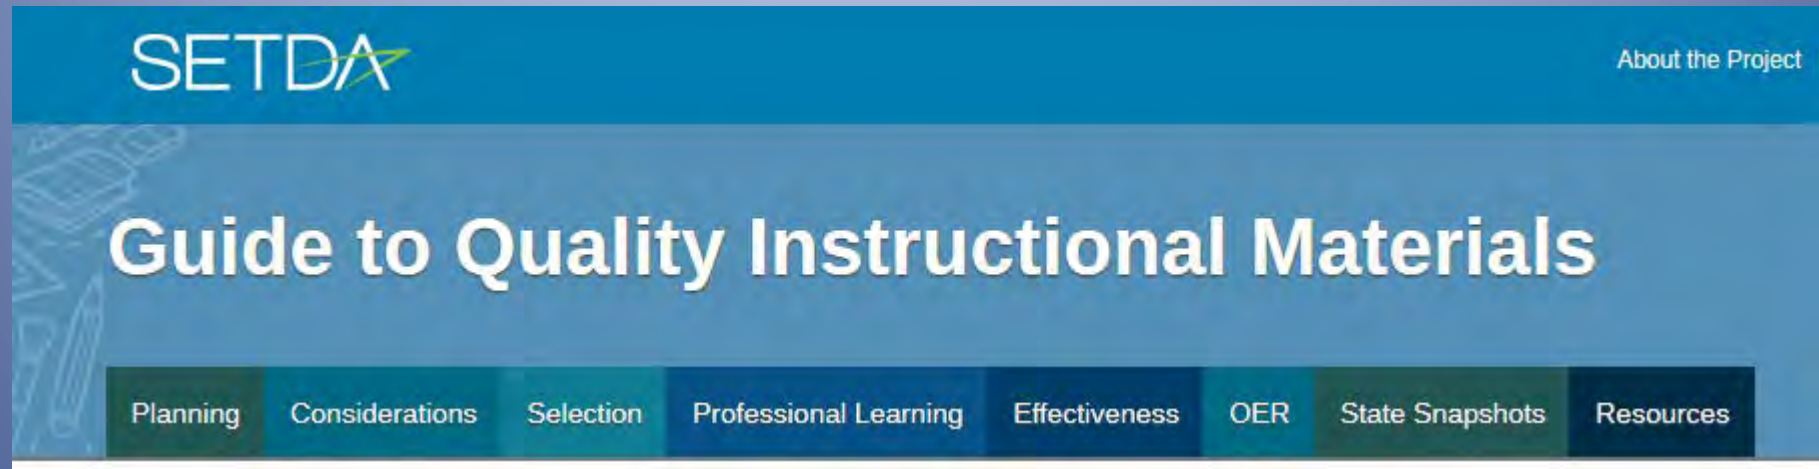 SETDA
About the Project
Guide to Quality Instructional Materials
Planning Considerations Selection Professional Learning Effectiveness OER State Snapshots Resources